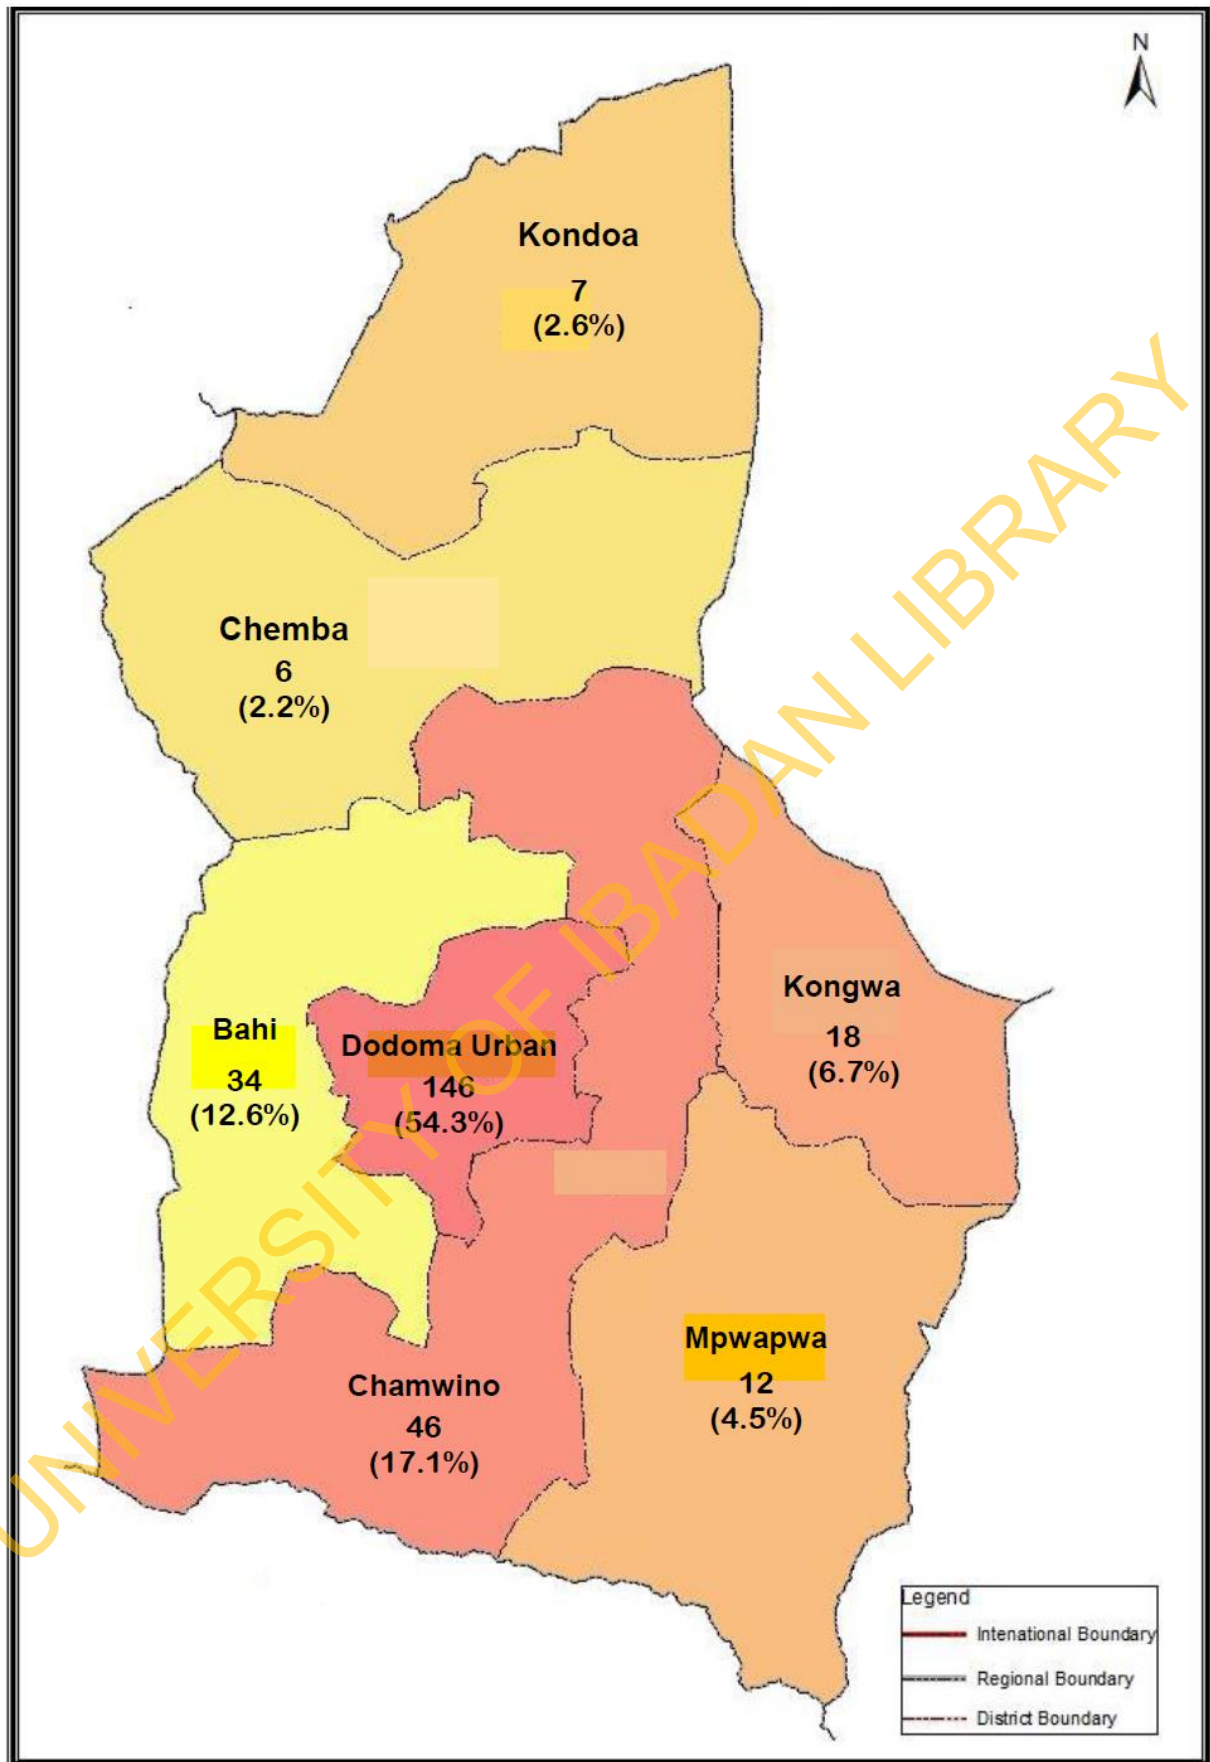 N
Kondoa
7
(2.6%)
Chemba
6
(2.2%)
Kongwa
18
(6.7%)
Bahi
34
(12.6%)
Dodoma Urban
146
(54.3%)
Mpwapwa
12
(4.5%)
Chamwino
46
(17.1%)
Legend
Intenational Boundary
Regional Boundary
District Boundary
UNIVERSITY OF IBADAN LIBRARY